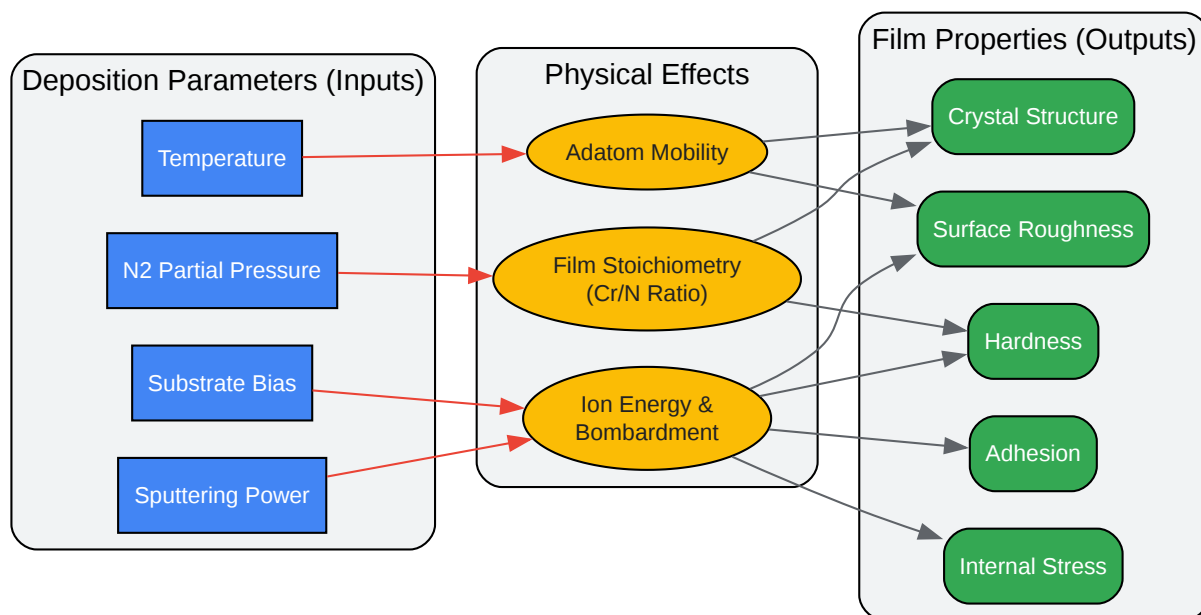 Deposition Parameters (Inputs)
Temperature
N2 Partial Pressure
Substrate Bias
Sputtering Power
Physical Effects
Adatom Mobility
Film Stoichiometry
(Cr/N Ratio)
Ion Energy &
Bombardment
Film Properties (Outputs)
Crystal Structure
Surface Roughness
Hardness
Adhesion
Internal Stress